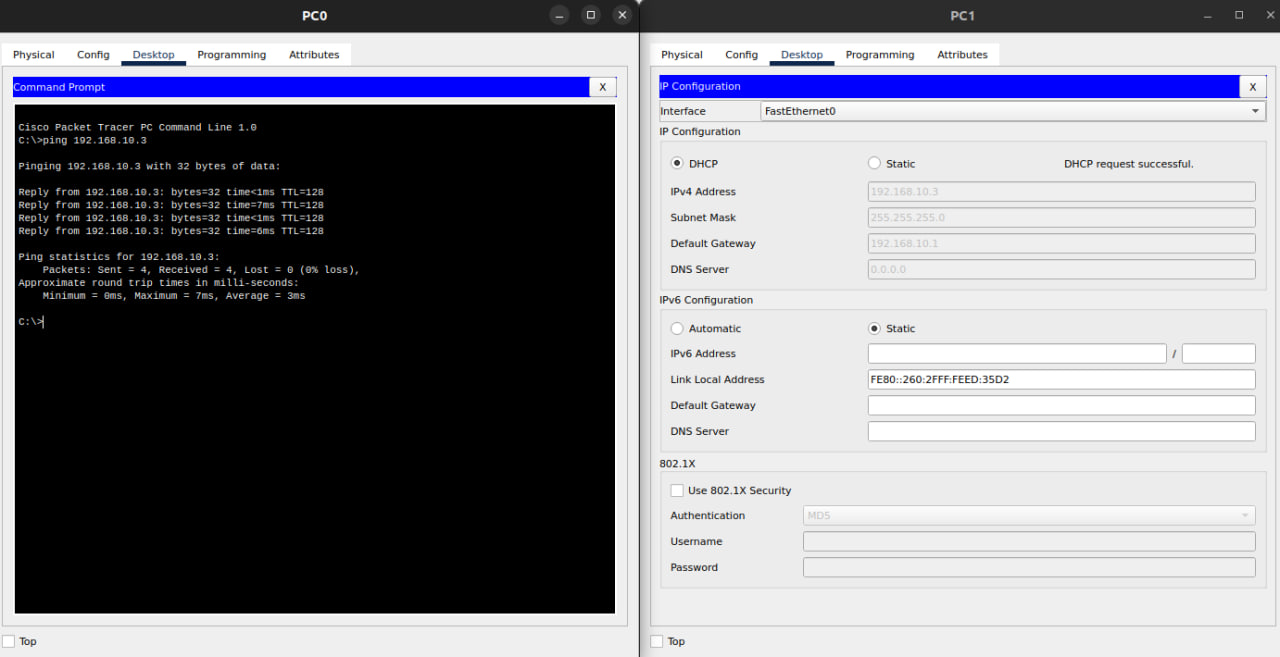 PC0
Physical Config Desktop Programming Attributes
Command Prompt X
Cisco Packet Tracer PC Command Line 1.0
C:\>ping 192.168.10.3
Pinging 192.168.10.3 with 32 bytes of data:
Reply from 192.168.10.3: bytes=32 time<1ms TTL=128
Reply from 192.168.10.3: bytes=32 time=7ms TTL=128
Reply from 192.168.10.3: bytes=32 time<1ms TTL=128
Reply from 192.168.10.3: bytes=32 time=6ms TTL=128
Ping statistics for 192.168.10.3:
Packets: Sent = 4, Received = 4, Lost = 0 (0% loss),
Approximate round trip times in milli-seconds:
Minimum = 0ms, Maximum = 7ms, Average = 3ms
C:\>
Top
PC1
Physical Config Desktop Programming Attributes
IP Configuration X
Interface FastEthernet0
IP Configuration
DHCP Static DHCP request successful.
IPv4 Address 192.168.10.3
Subnet Mask 255.255.255.0
Default Gateway 192.168.10.1
DNS Server 0.0.0.0
IPv6 Configuration
Automatic Static
IPv6 Address /
Link Local Address FE80::260:2FFF:FEED:35D2
Default Gateway
DNS Server
802.1X
Use 802.1X Security
Authentication MD5
Username
Password
Top